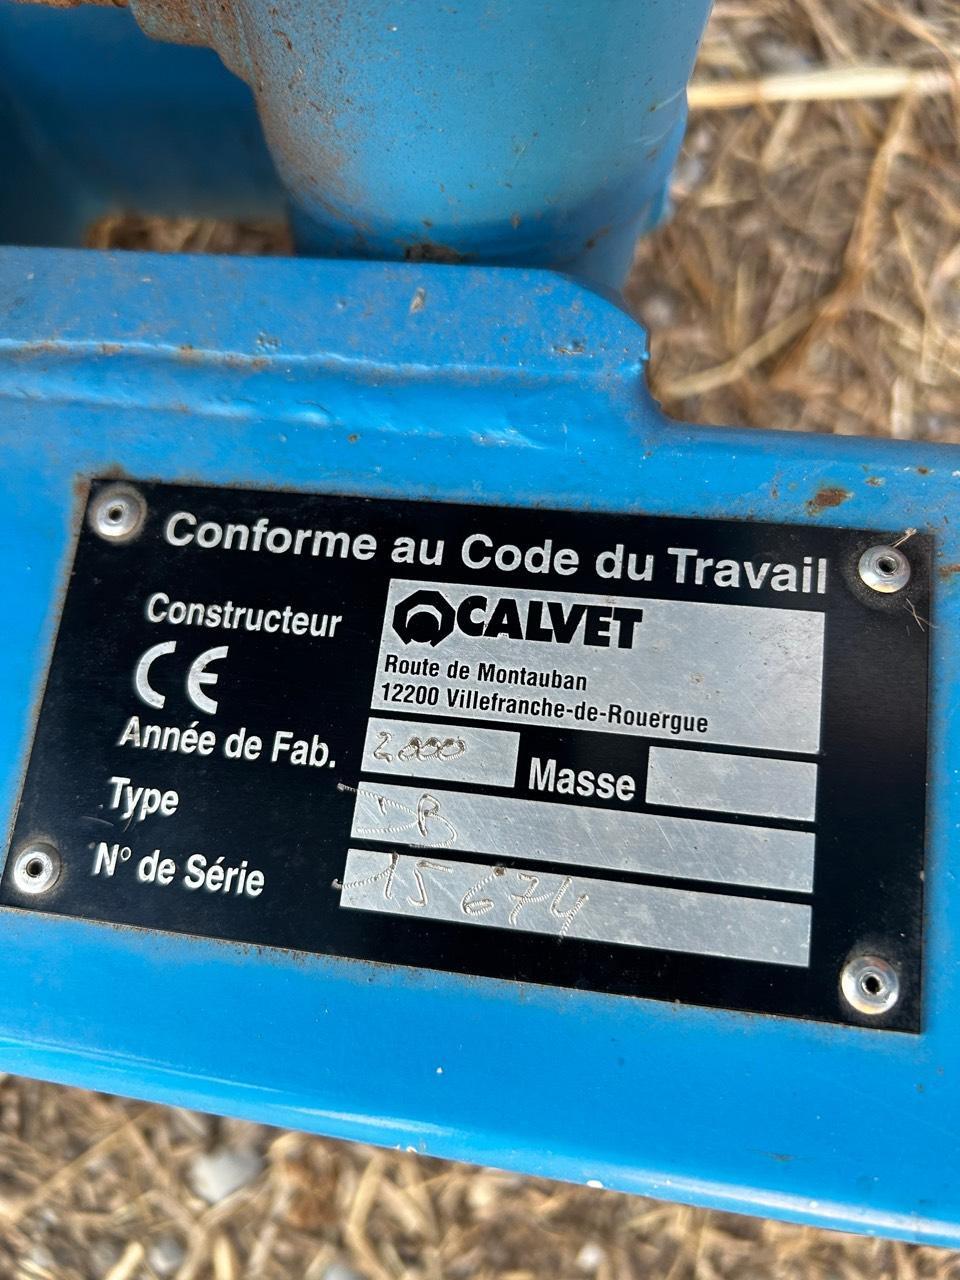 Conforme au Code du Travail
Constructeur CALVET
Route de Montauban
12200 Villefranche-de-Rouergue
CE
Année de Fab. 2000 Masse
Type DB
N° de Série 15 674